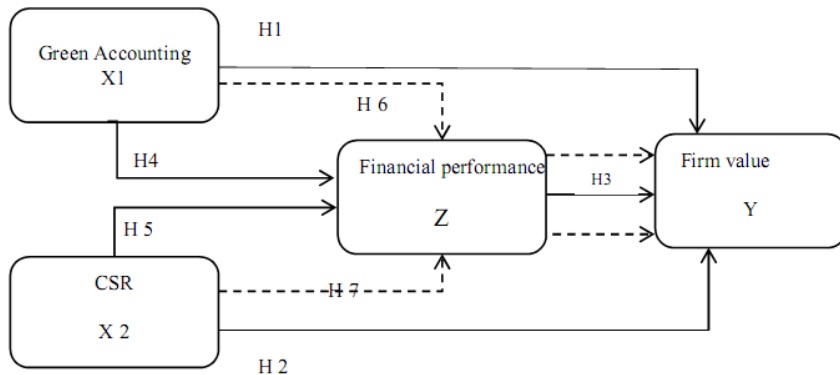 H1
Green Accounting
X1
H 6
H4
Financial performance
Z
H3
Firm value
Y
H 5
CSR
X 2
H 7
H 2